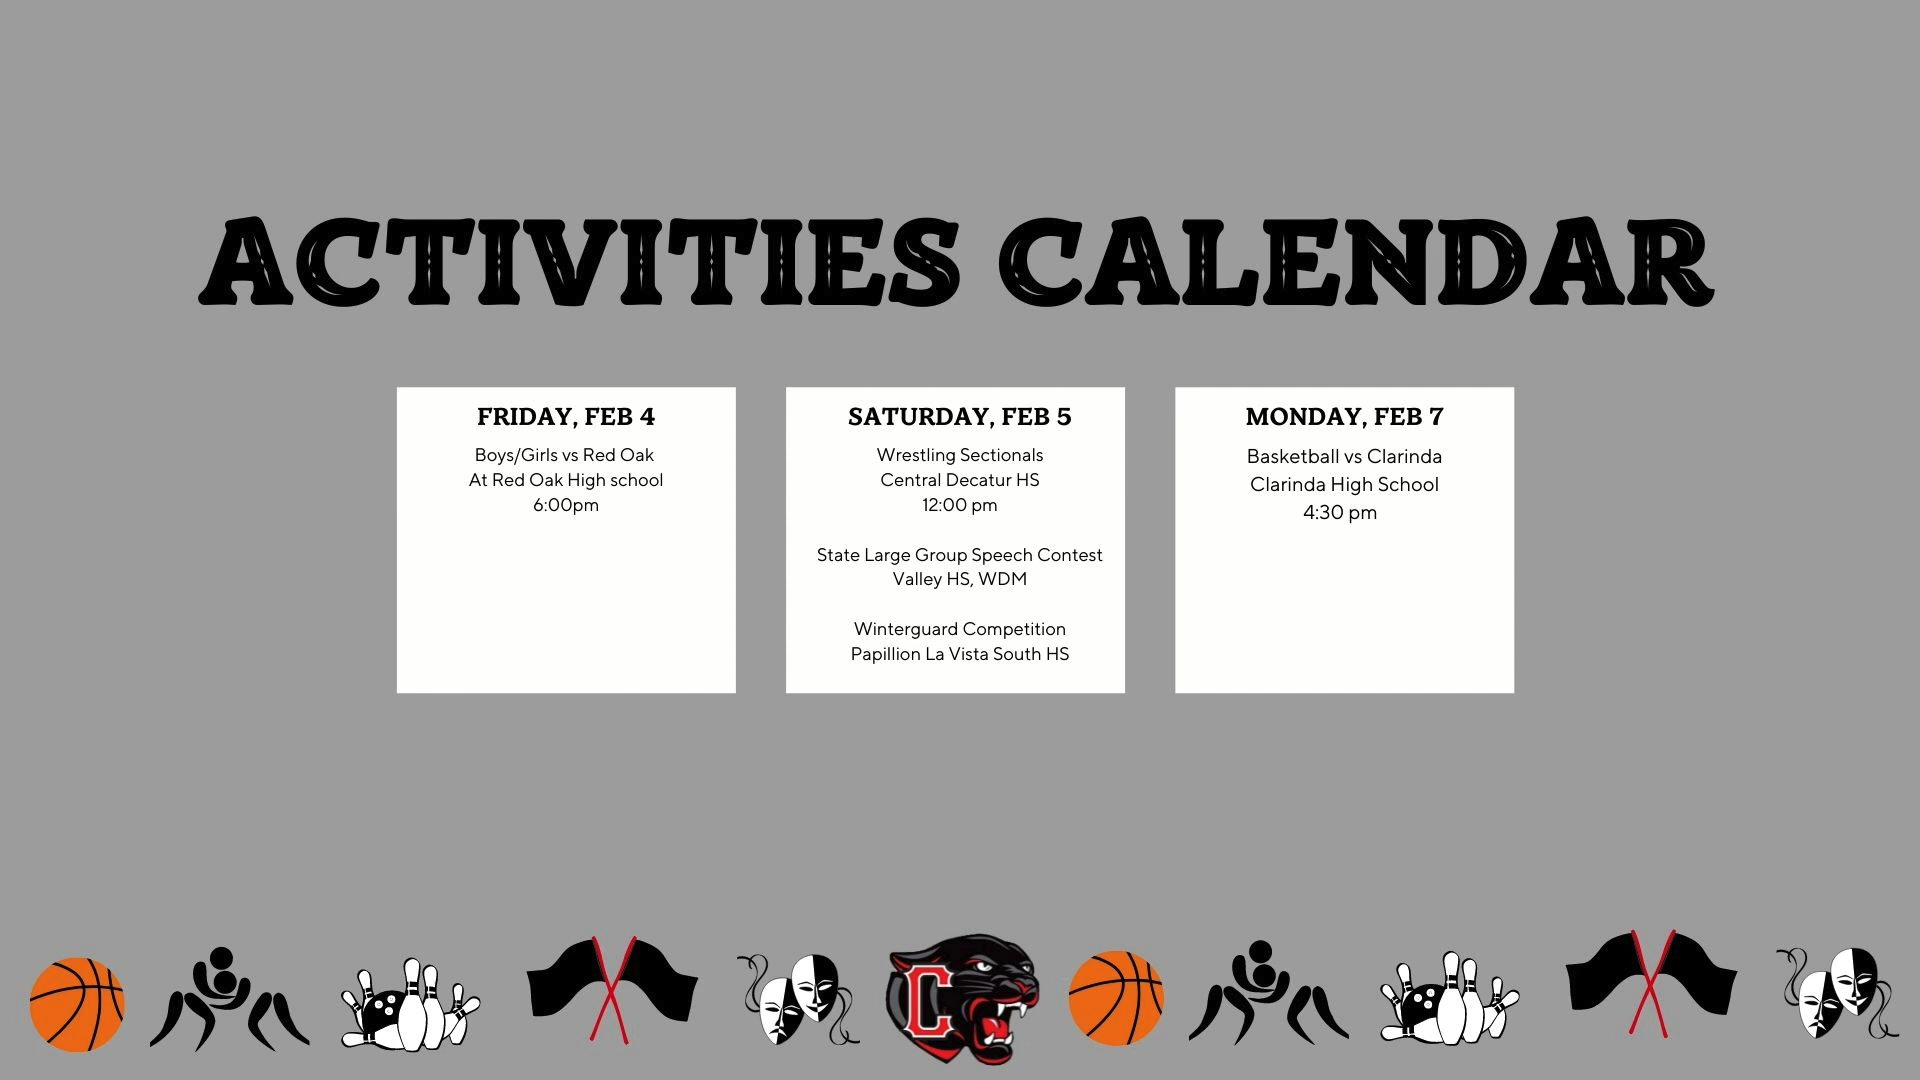 ACTIVITIES CALENDAR
FRIDAY, FEB 4
Boys/Girls vs Red Oak
At Red Oak High school
6:00pm
SATURDAY, FEB 5
Wrestling Sectionals
Central Decatur HS
12:00 pm
State Large Group Speech Contest
Valley HS, WDM
Winterguard Competition
Papillion La Vista South HS
MONDAY, FEB 7
Basketball vs Clarinda
Clarinda High School
4:30 pm
C